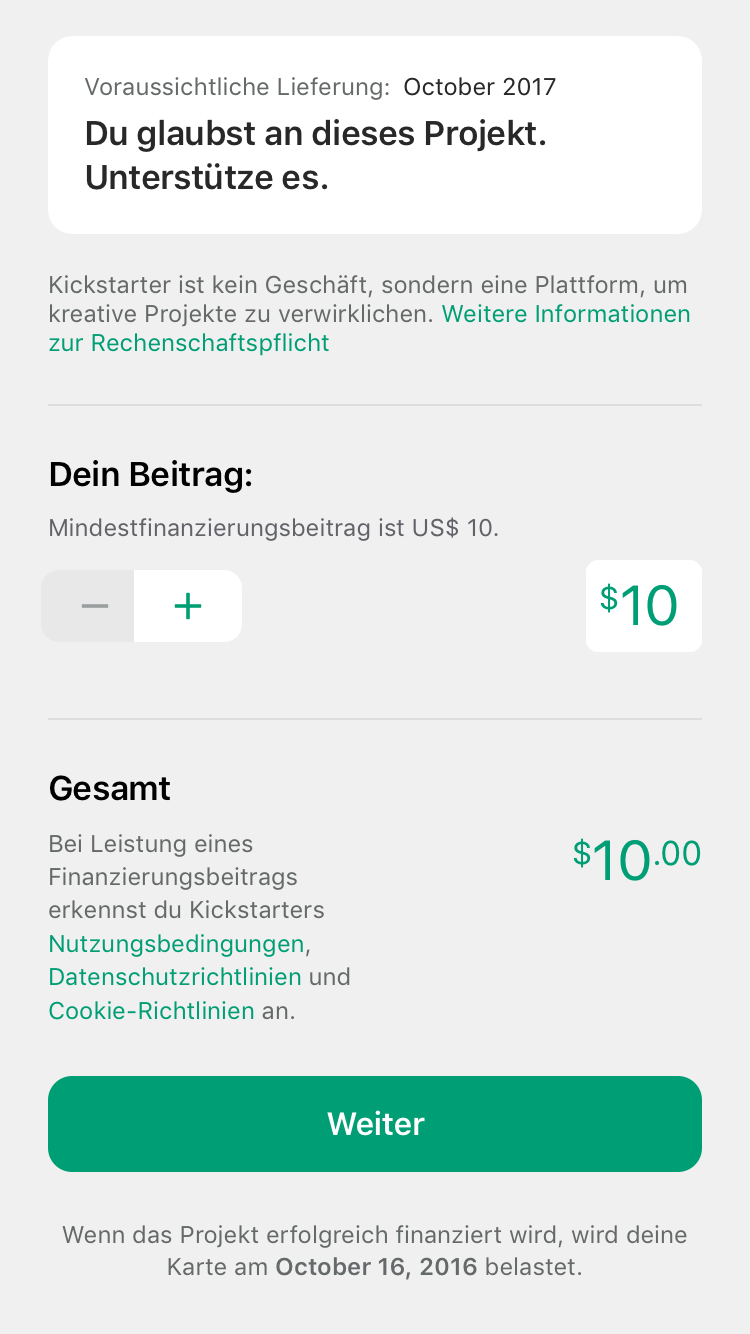 Voraussichtliche Lieferung: October 2017
Du glaubst an dieses Projekt.
Unterstütze es.
Kickstarter ist kein Geschäft, sondern eine Plattform, um
kreative Projekte zu verwirklichen. Weitere Informationen
zur Rechenschaftspflicht
Dein Beitrag:
Mindestfinanzierungsbeitrag ist US$ 10.
− + $10
Gesamt
Bei Leistung eines
Finanzierungsbeitrags
erkennst du Kickstarters
Nutzungsbedingungen,
Datenschutzrichtlinien und
Cookie-Richtlinien an.
$10.00
Weiter
Wenn das Projekt erfolgreich finanziert wird, wird deine
Karte am October 16, 2016 belastet.